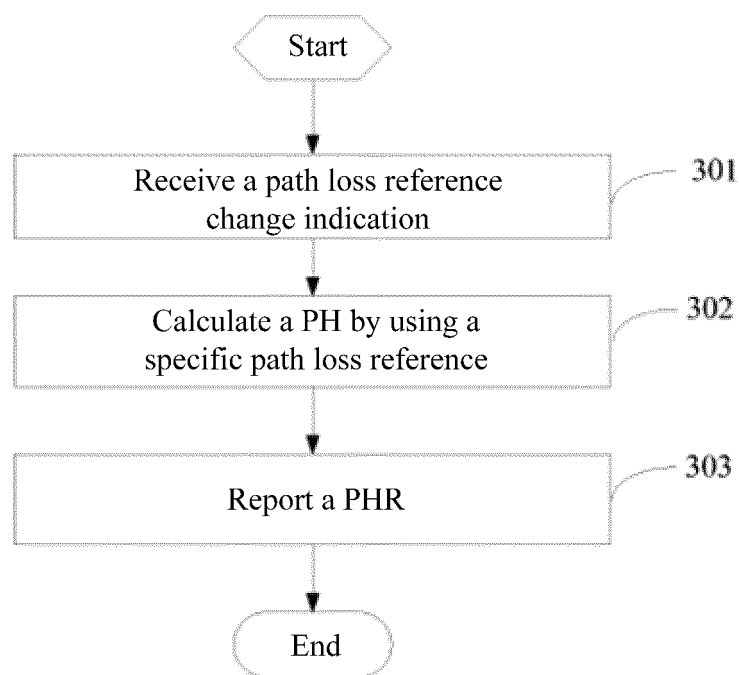 Start
Receive a path loss reference
change indication
301
Calculate a PH by using a
specific path loss reference
302
Report a PHR
303
End